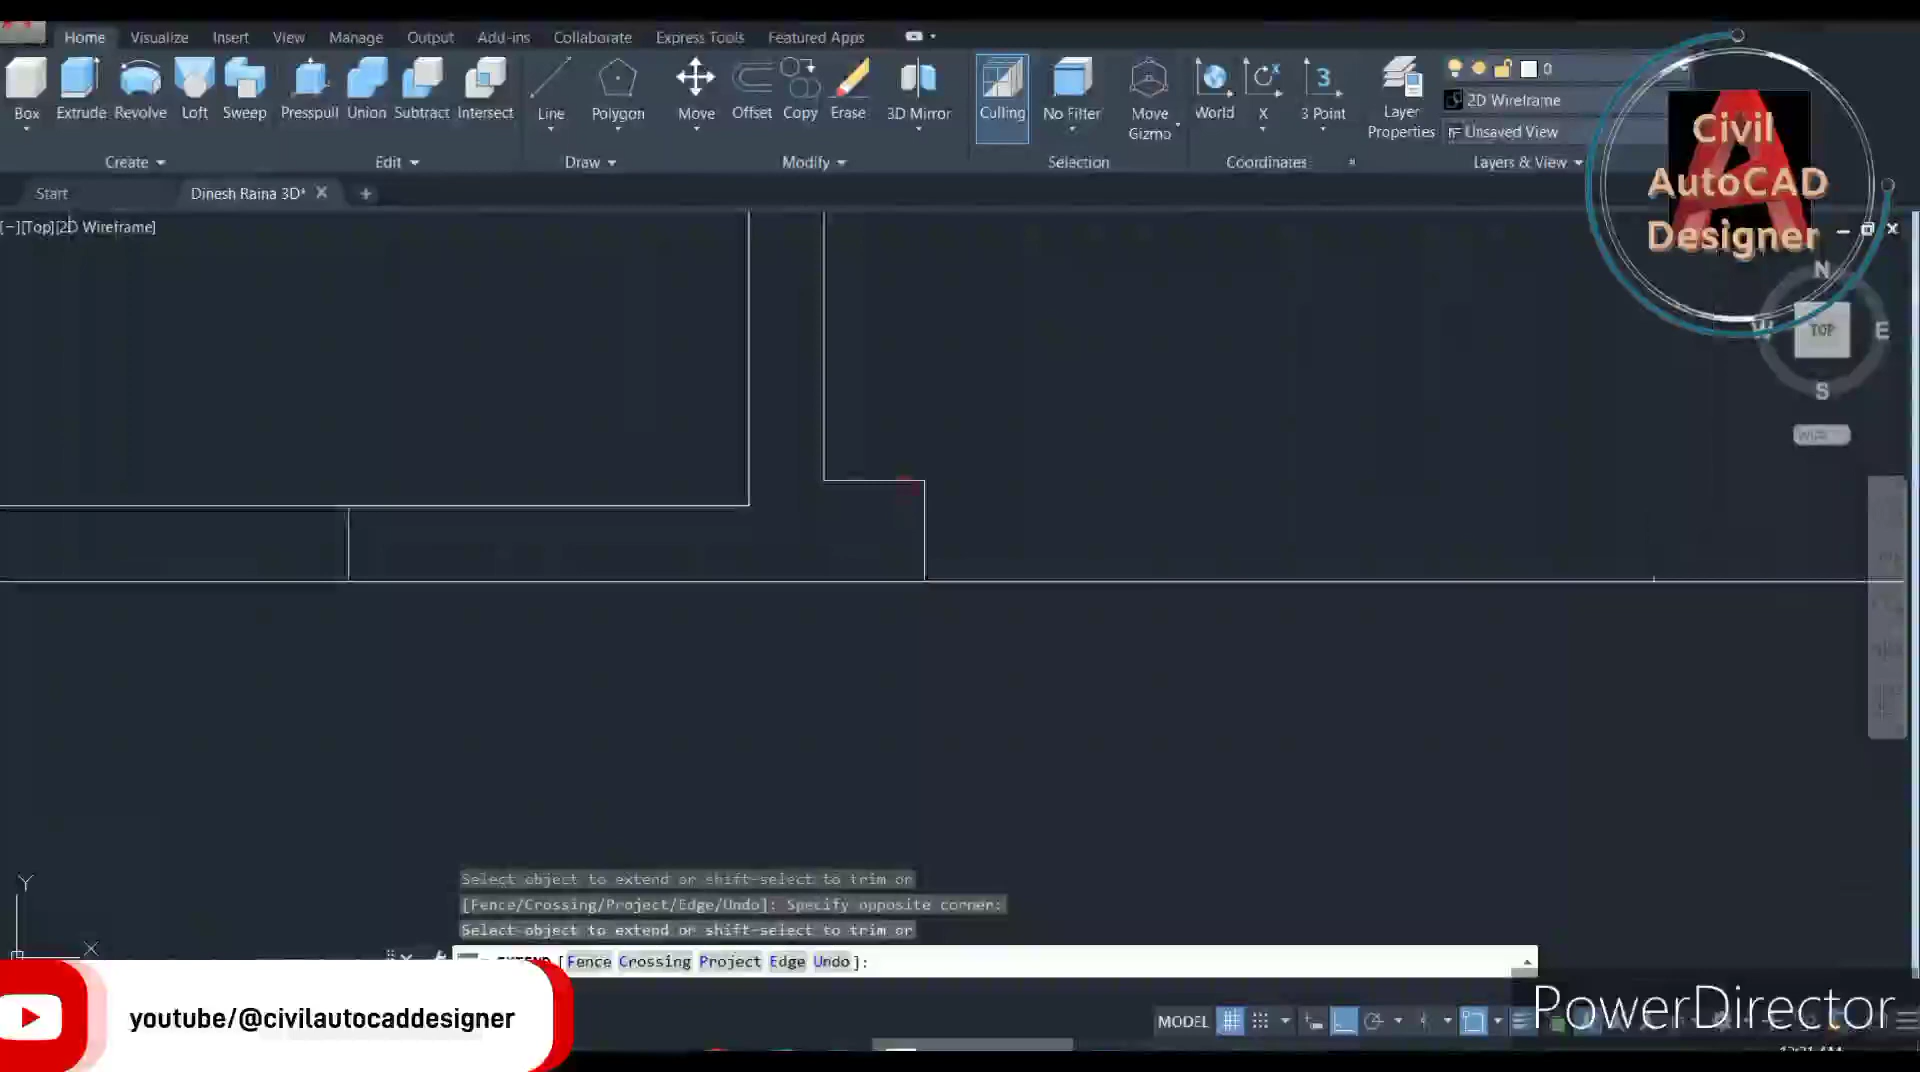 Home Visualize Insert View Manage Output Add-ins Collaborate Express Tools Featured Apps
Box Extrude Revolve Loft Sweep Presspull Union Subtract Intersect Line Polygon Move Offset Copy Erase 3D Mirror Culling No Filter Move Gizmo World X 3 Point Layer Properties
0
2D Wireframe
Unsaved View
Create Edit Draw Modify Selection Coordinates Layers & View
Civil
AutoCAD
Designer
Start Dinesh Raina 3D*
[−][Top][2D Wireframe]
N
W TOP E
S
Y
X
Select object to extend or shift-select to trim or
[Fence/Crossing/Project/Edge/Undo]: Specify opposite corner:
Select object to extend or shift-select to trim or
EXTEND [Fence Crossing Project Edge Undo]:
youtube/@civilautocaddesigner
MODEL
PowerDirector